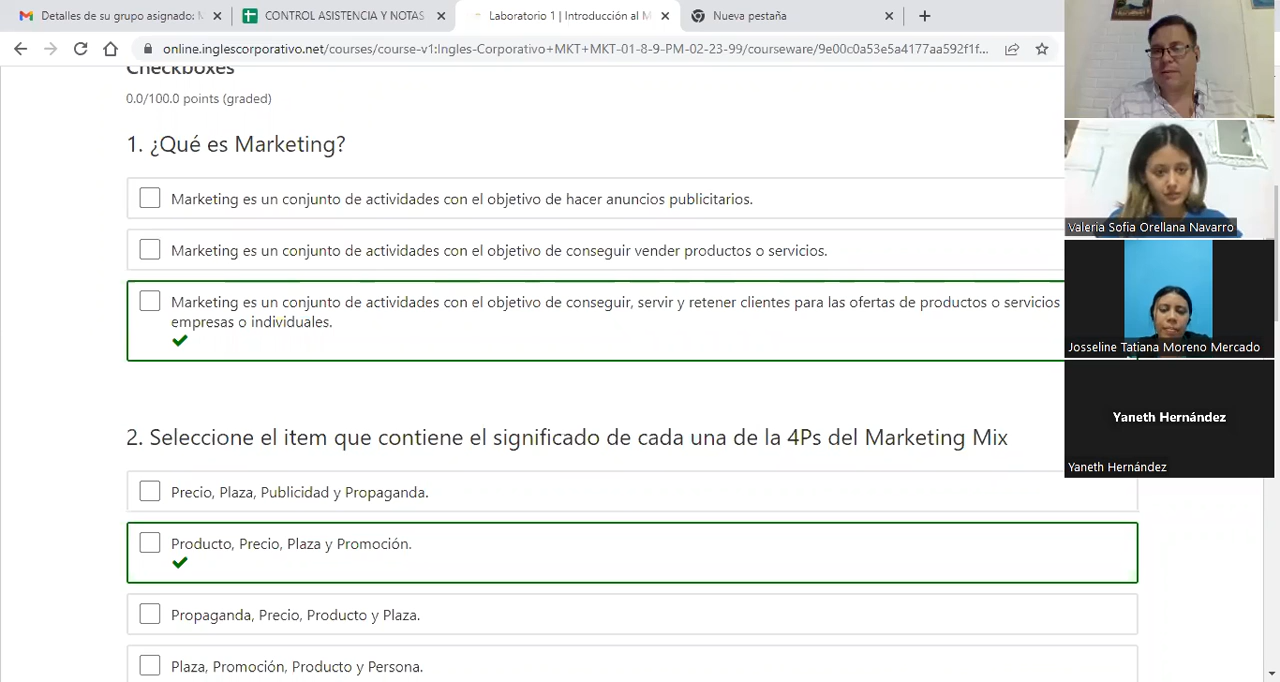 Detalles de su grupo asignado: M
CONTROL ASISTENCIA Y NOTAS
Laboratorio 1 | Introducción al M
Nueva pestaña
online.inglescorporativo.net/courses/course-v1:Ingles-Corporativo+MKT+MKT-01-8-9-PM-02-23-99/courseware/9e00c0a53e5a4177aa592f1f...
Checkboxes
0.0/100.0 points (graded)
1. ¿Qué es Marketing?
Marketing es un conjunto de actividades con el objetivo de hacer anuncios publicitarios.
Marketing es un conjunto de actividades con el objetivo de conseguir vender productos o servicios.
Marketing es un conjunto de actividades con el objetivo de conseguir, servir y retener clientes para las ofertas de productos o servicios
empresas o individuales.
2. Seleccione el item que contiene el significado de cada una de la 4Ps del Marketing Mix
Precio, Plaza, Publicidad y Propaganda.
Producto, Precio, Plaza y Promoción.
Propaganda, Precio, Producto y Plaza.
Plaza, Promoción, Producto y Persona.
Valeria Sofia Orellana Navarro
Josseline Tatiana Moreno Mercado
Yaneth Hernández
Yaneth Hernández